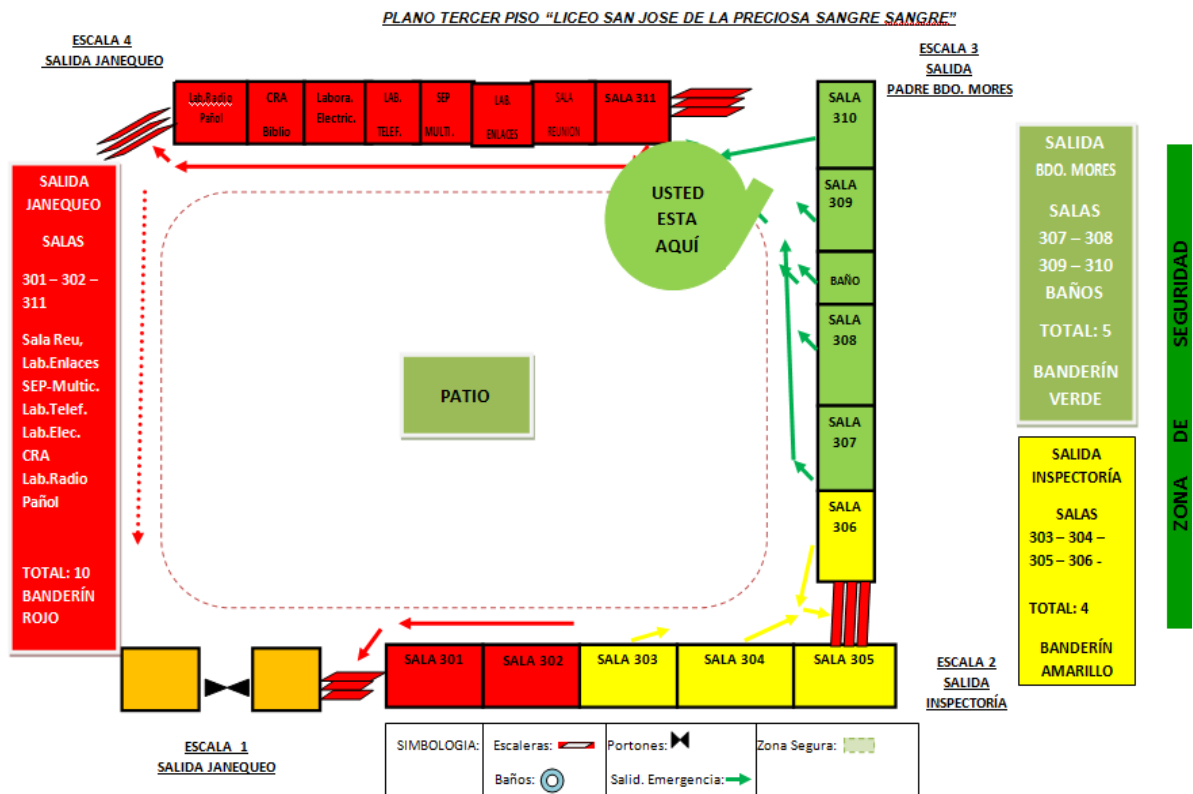 PLANO TERCER PISO “LICEO SAN JOSE DE LA PRECIOSA SANGRE SANGRE”
ESCALA 4
SALIDA JANEQUEO
ESCALA 3
SALIDA
PADRE BDO. MORES
Lab.Radio
Pañol
CRA
Biblio
Labora.
Electric.
LAB.
TELEF.
SEP
MULTI.
LAB.
ENLACES
SALA
REUNION
SALA 311
SALA
310
SALA
309
BAÑO
SALA
308
SALA
307
SALA
306
USTED
ESTA
AQUÍ
PATIO
SALIDA
JANEQUEO
SALAS
301 – 302 –
311
Sala Reu,
Lab.Enlaces
SEP-Multic.
Lab.Telef.
Lab.Elec.
CRA
Lab.Radio
Pañol
TOTAL: 10
BANDERÍN
ROJO
SALIDA
BDO. MORES
SALAS
307 – 308
309 – 310
BAÑOS
TOTAL: 5
BANDERÍN
VERDE
SALIDA
INSPECTORÍA
SALAS
303 – 304 –
305 – 306 -
TOTAL: 4
BANDERÍN
AMARILLO
ZONA DE SEGURIDAD
SALA 301
SALA 302
SALA 303
SALA 304
SALA 305
ESCALA 2
SALIDA
INSPECTORÍA
ESCALA 1
SALIDA JANEQUEO
SIMBOLOGIA:
Escaleras:
Portones:
Zona Segura:
Baños:
Salid. Emergencia: